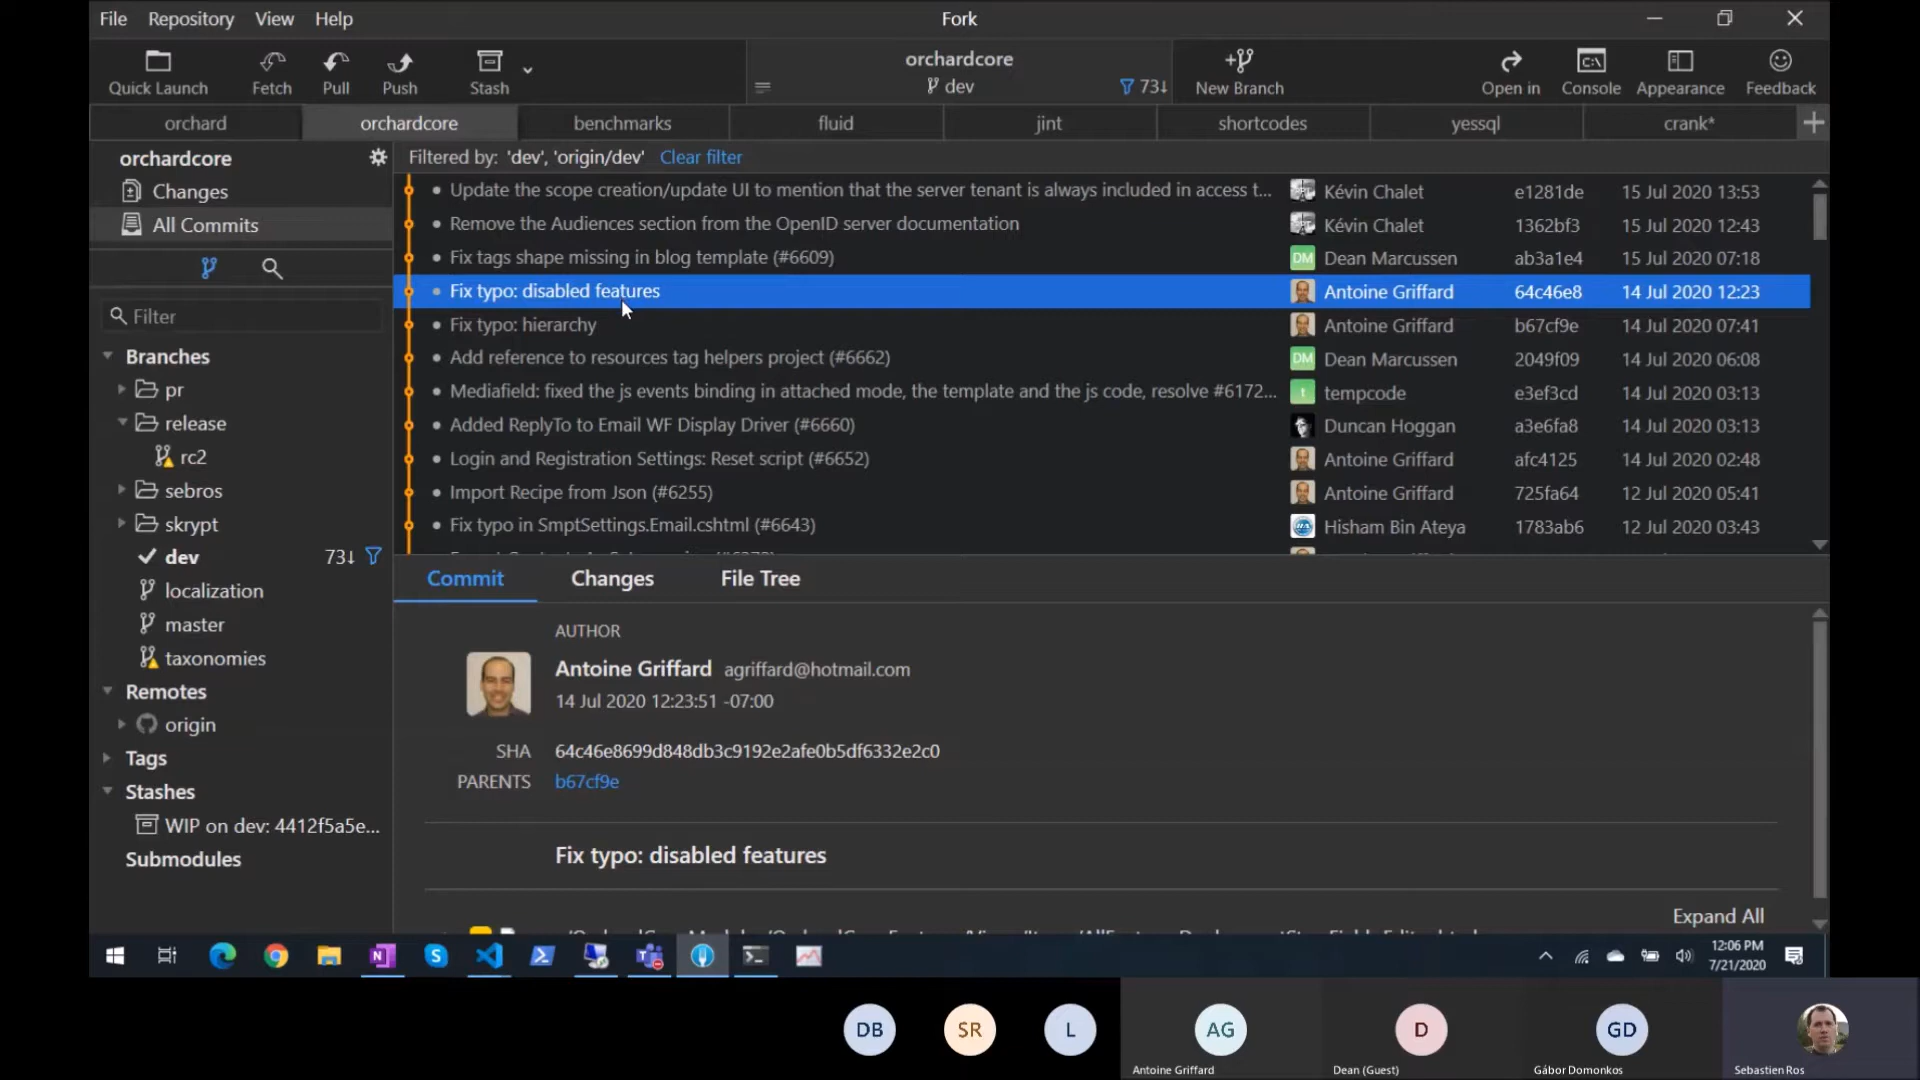 File Repository View Help
Fork
Quick Launch
Fetch
Pull
Push
Stash
orchardcore
dev
73↓
New Branch
Open in
Console
Appearance
Feedback
orchard
orchardcore
benchmarks
fluid
jint
shortcodes
yessql
crank*
orchardcore
Changes
All Commits
Filter
Branches
pr
release
rc2
sebros
skrypt
dev 73↓
localization
master
taxonomies
Remotes
origin
Tags
Stashes
WIP on dev: 4412f5a5e...
Submodules
Filtered by: 'dev', 'origin/dev' Clear filter
Update the scope creation/update UI to mention that the server tenant is always included in access t... Kévin Chalet e1281de 15 Jul 2020 13:53
Remove the Audiences section from the OpenID server documentation Kévin Chalet 1362bf3 15 Jul 2020 12:43
Fix tags shape missing in blog template (#6609) DM Dean Marcussen ab3a1e4 15 Jul 2020 07:18
Fix typo: disabled features Antoine Griffard 64c46e8 14 Jul 2020 12:23
Fix typo: hierarchy Antoine Griffard b67cf9e 14 Jul 2020 07:41
Add reference to resources tag helpers project (#6662) DM Dean Marcussen 2049f09 14 Jul 2020 06:08
Mediafield: fixed the js events binding in attached mode, the template and the js code, resolve #6172... t tempcode e3ef3cd 14 Jul 2020 03:13
Added ReplyTo to Email WF Display Driver (#6660) Duncan Hoggan a3e6fa8 14 Jul 2020 03:13
Login and Registration Settings: Reset script (#6652) Antoine Griffard afc4125 14 Jul 2020 02:48
Import Recipe from Json (#6255) Antoine Griffard 725fa64 12 Jul 2020 05:41
Fix typo in SmptSettings.Email.cshtml (#6643) Hisham Bin Ateya 1783ab6 12 Jul 2020 03:43
Commit
Changes
File Tree
AUTHOR
Antoine Griffard agriffard@hotmail.com
14 Jul 2020 12:23:51 -07:00
SHA 64c46e8699d848db3c9192e2afe0b5df6332e2c0
PARENTS b67cf9e
Fix typo: disabled features
Expand All
12:06 PM
7/21/2020
DB
SR
L
AG
D
GD
Antoine Griffard
Dean (Guest)
Gábor Domonkos
Sebastien Ros